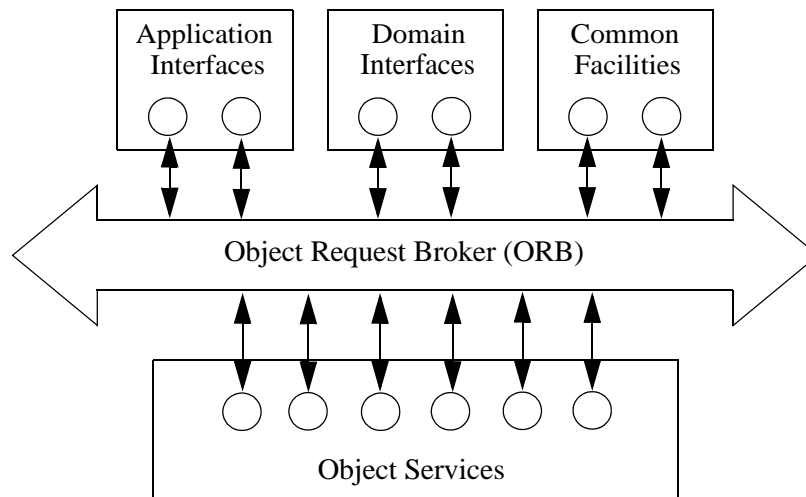 Application
Interfaces
Domain
Interfaces
Common
Facilities
Object Request Broker (ORB)
Object Services